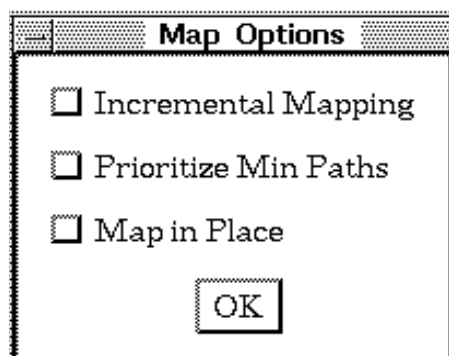 Map Options
Incremental Mapping
Prioritize Min Paths
Map in Place
OK